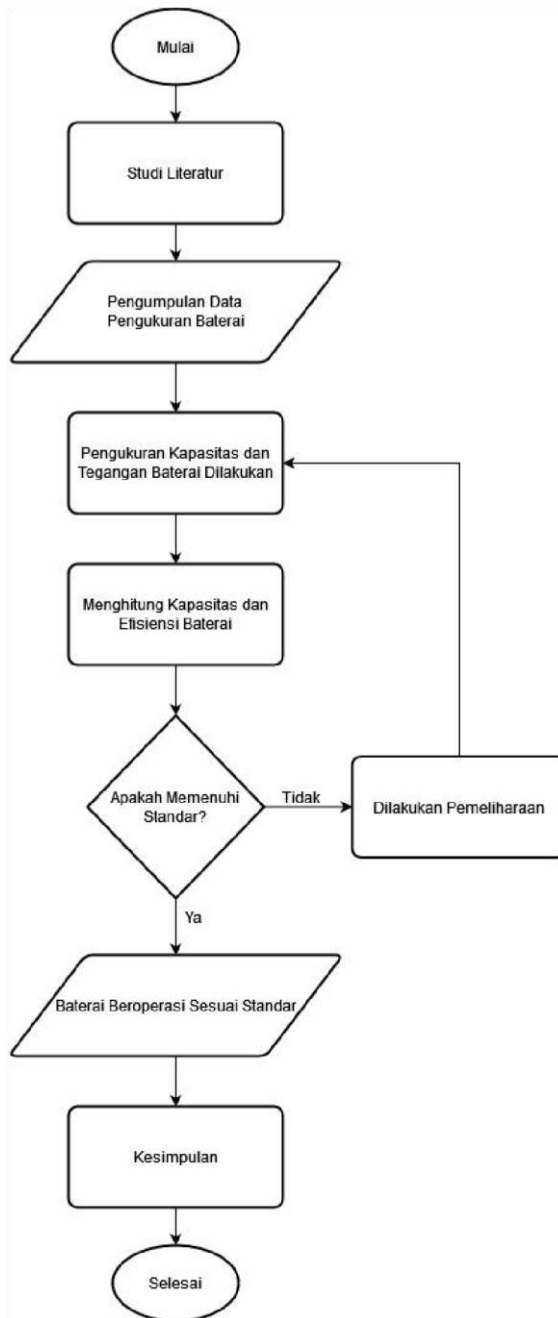 Mulai
Studi Literatur
Pengumpulan Data
Pengukuran Baterai
Pengukuran Kapasitas dan
Tegangan Baterai Dilakukan
Menghitung Kapasitas dan
Efisiensi Baterai
Apakah Memenuhi
Standar?
Tidak
Dilakukan Pemeliharaan
Ya
Baterai Beroperasi Sesuai Standar
Kesimpulan
Selesai